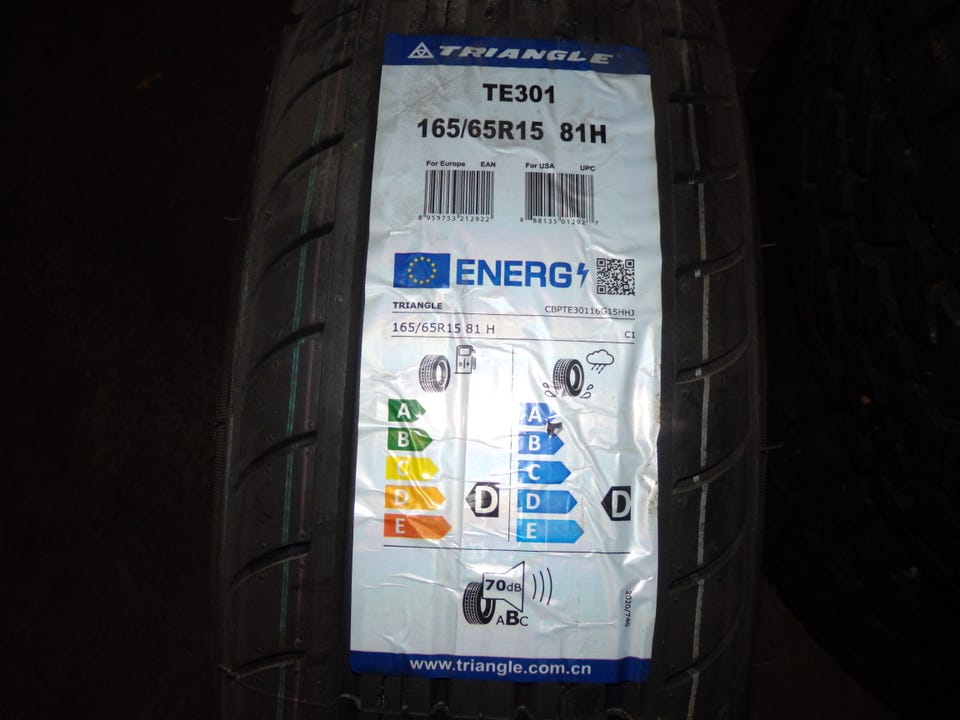 TRIANGLE
TE301
165/65R15 81H
For Europe EAN For USA UPC
6 959753 212922 8 88135 01292 7
ENERG
TRIANGLE CBPTE30116G15HHJ
165/65R15 81 H C1
A A
B B
C C
D D D D
E E
70dB
ABC
2020/740
www.triangle.com.cn